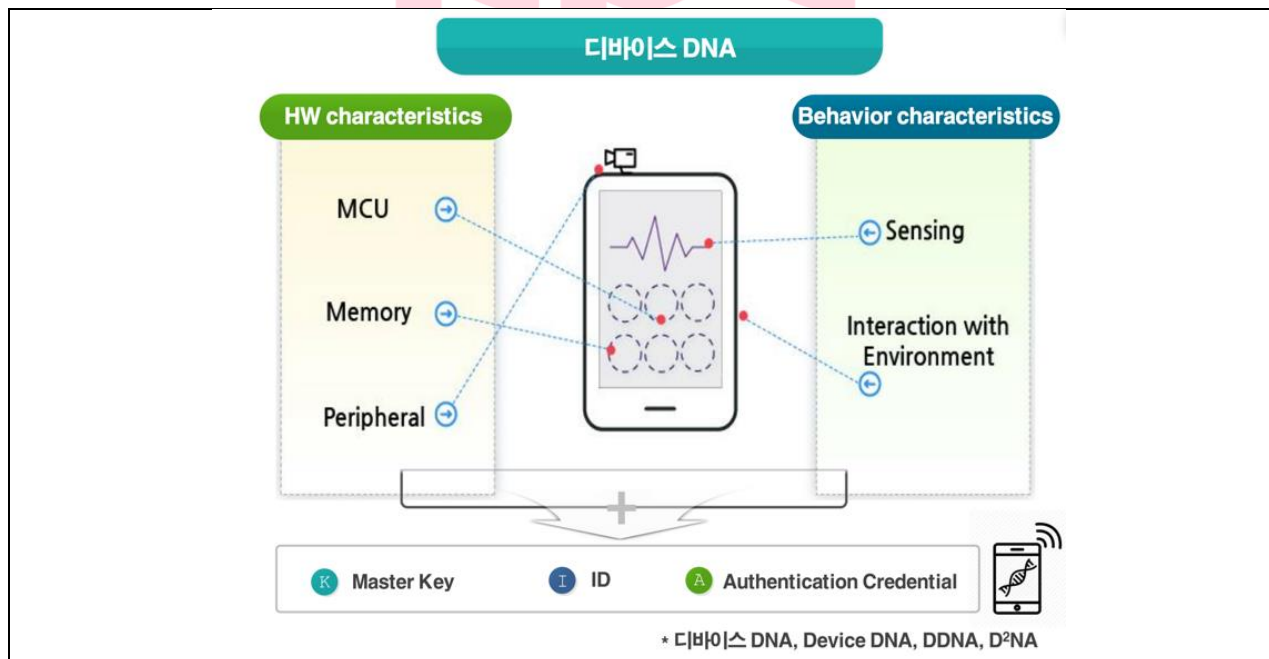 디바이스 DNA
HW characteristics
MCU
Memory
Peripheral
Behavior characteristics
Sensing
Interaction with
Environment
+
K Master Key
I ID
A Authentication Credential
* 디바이스 DNA, Device DNA, DDNA, D²NA